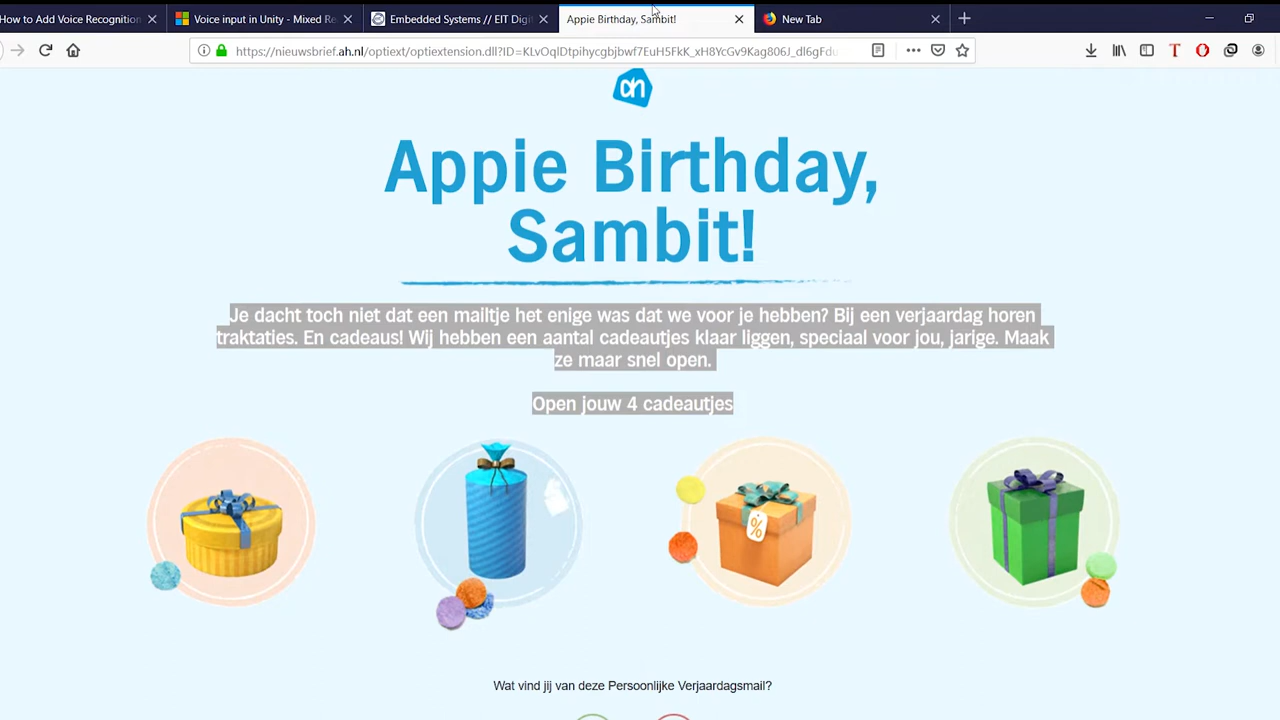 How to Add Voice Recognition
Voice input in Unity - Mixed Re
Embedded Systems // EIT Digi
Appie Birthday, Sambit!
New Tab
https://nieuwsbrief.ah.nl/optiext/optiextension.dll?ID=KLvOqIDtpihycgbjbwf7EuH5FkK_xH8YcGv9Kag806J_dl6gFdu
ah
Appie Birthday,
Sambit!
Je dacht toch niet dat een mailtje het enige was dat we voor je hebben? Bij een verjaardag horen
traktaties. En cadeaus! Wij hebben een aantal cadeautjes klaar liggen, speciaal voor jou, jarige. Maak
ze maar snel open.
Open jouw 4 cadeautjes
%
Wat vind jij van deze Persoonlijke Verjaardagsmail?